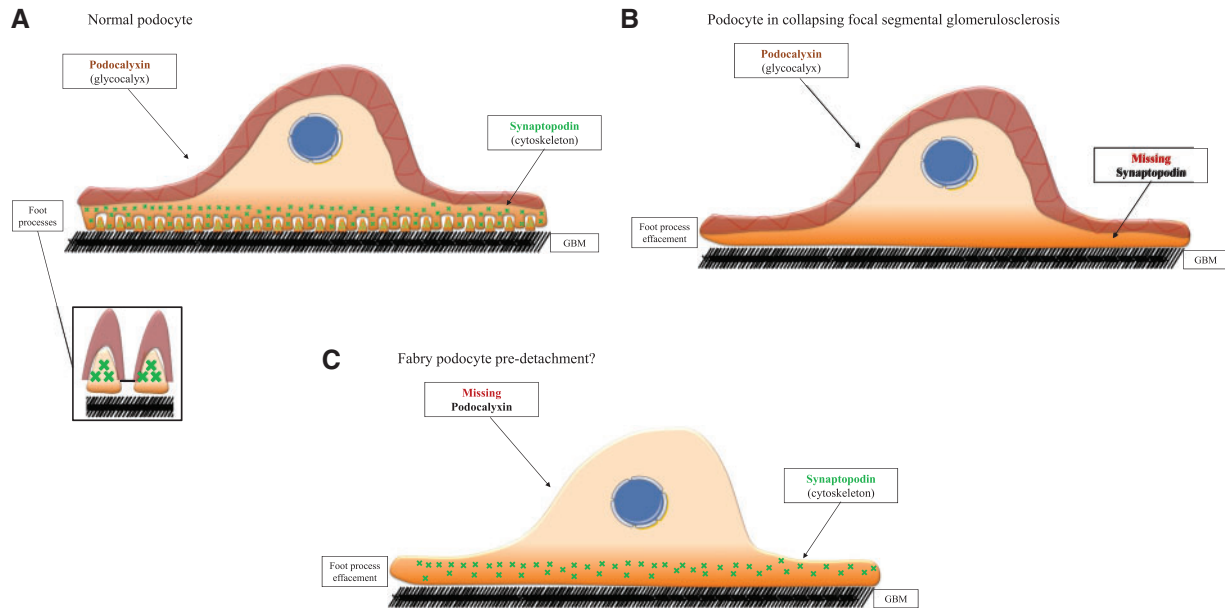 A
Normal podocyte
Podocalyxin
(glycocalyx)
Synaptopodin
(cytoskeleton)
Foot
processes
GBM
B
Podocyte in collapsing focal segmental glomerulosclerosis
Podocalyxin
(glycocalyx)
Missing
Synaptopodin
Foot process
effacement
GBM
C
Fabry podocyte pre-detachment?
Missing
Podocalyxin
Synaptopodin
(cytoskeleton)
Foot process
effacement
GBM